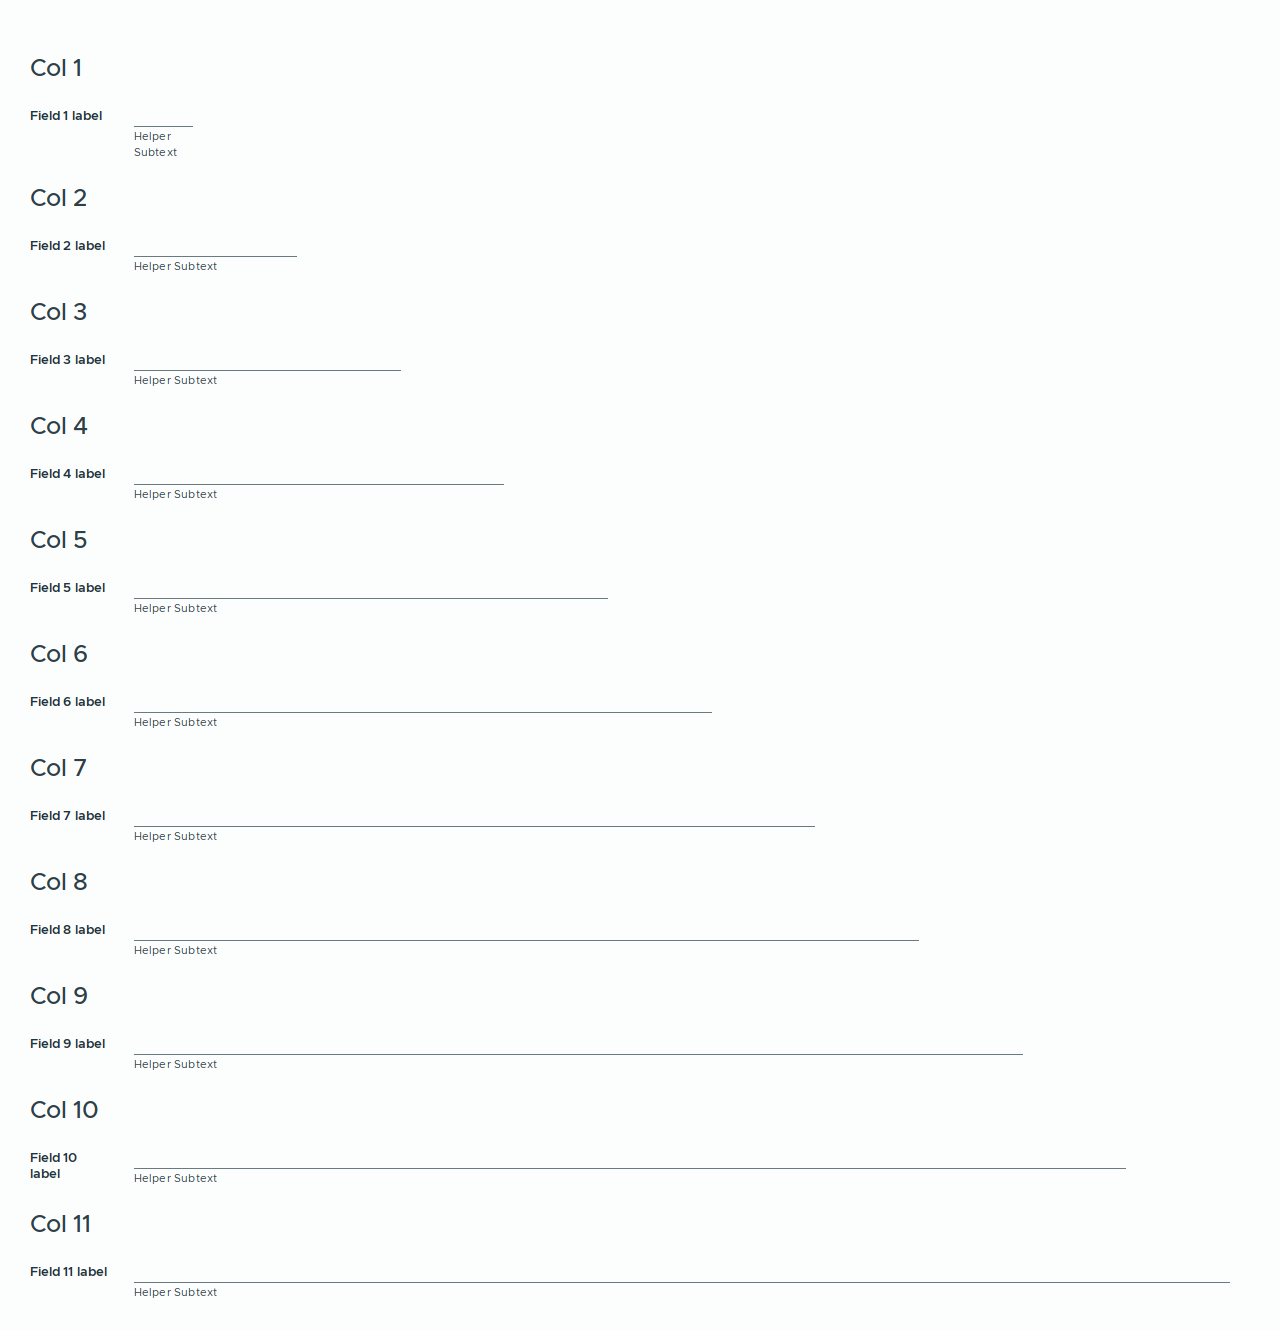 Col 1
Field 1 label
Helper
Subtext
Col 2
Field 2 label
Helper Subtext
Col 3
Field 3 label
Helper Subtext
Col 4
Field 4 label
Helper Subtext
Col 5
Field 5 label
Helper Subtext
Col 6
Field 6 label
Helper Subtext
Col 7
Field 7 label
Helper Subtext
Col 8
Field 8 label
Helper Subtext
Col 9
Field 9 label
Helper Subtext
Col 10
Field 10
label
Helper Subtext
Col 11
Field 11 label
Helper Subtext